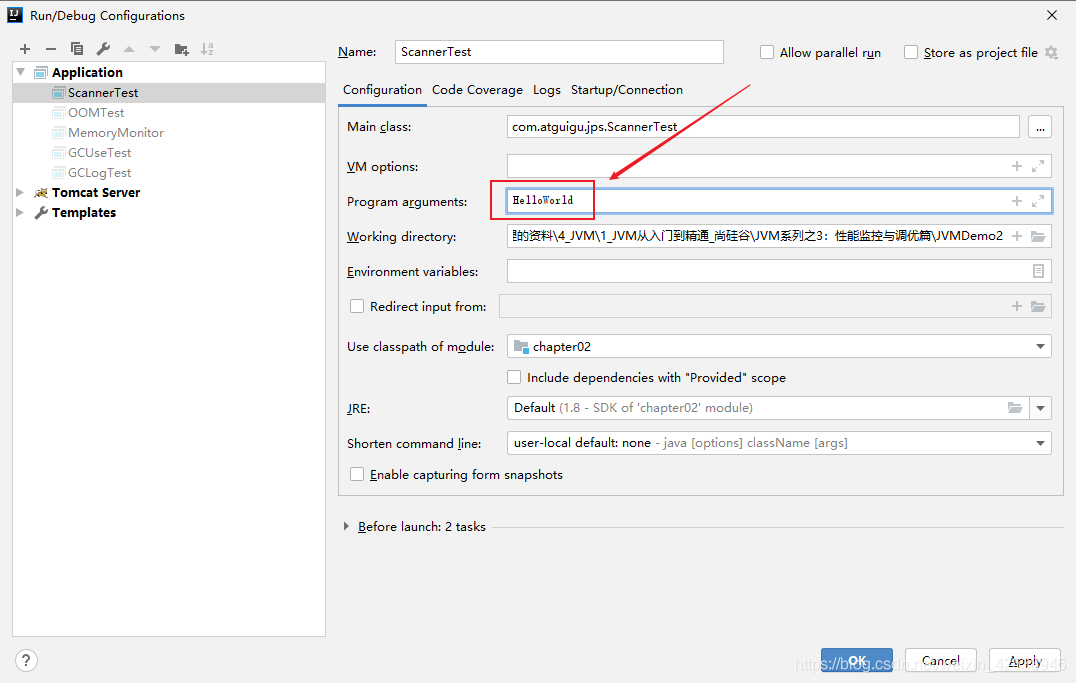 Run/Debug Configurations
Name: ScannerTest Allow parallel run Store as project file
Application
ScannerTest
OOMTest
MemoryMonitor
GCUseTest
GCLogTest
Tomcat Server
Templates
Configuration Code Coverage Logs Startup/Connection
Main class: com.atguigu.jps.ScannerTest ...
VM options:
Program arguments: HelloWorld
Working directory: 的资料\4_JVM\1_JVM从入门到精通_尚硅谷\JVM系列之3：性能监控与调优篇\JVMDemo2
Environment variables:
Redirect input from:
Use classpath of module: chapter02
Include dependencies with "Provided" scope
JRE: Default (1.8 - SDK of 'chapter02' module)
Shorten command line: user-local default: none - java [options] className [args]
Enable capturing form snapshots
Before launch: 2 tasks
? OK Cancel Apply